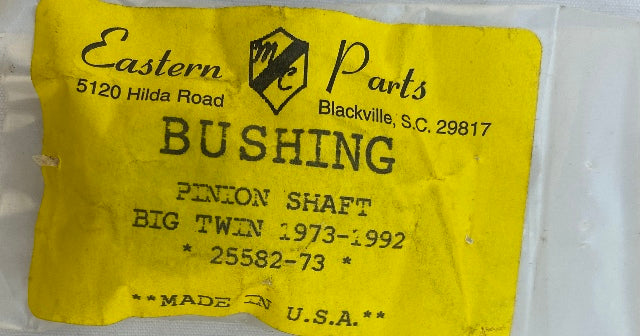 Eastern MC Parts
5120 Hilda Road Blackville, S.C. 29817
BUSHING
PINION SHAFT
BIG TWIN 1973-1992
* 25582-73 *
**MADE IN U.S.A.**